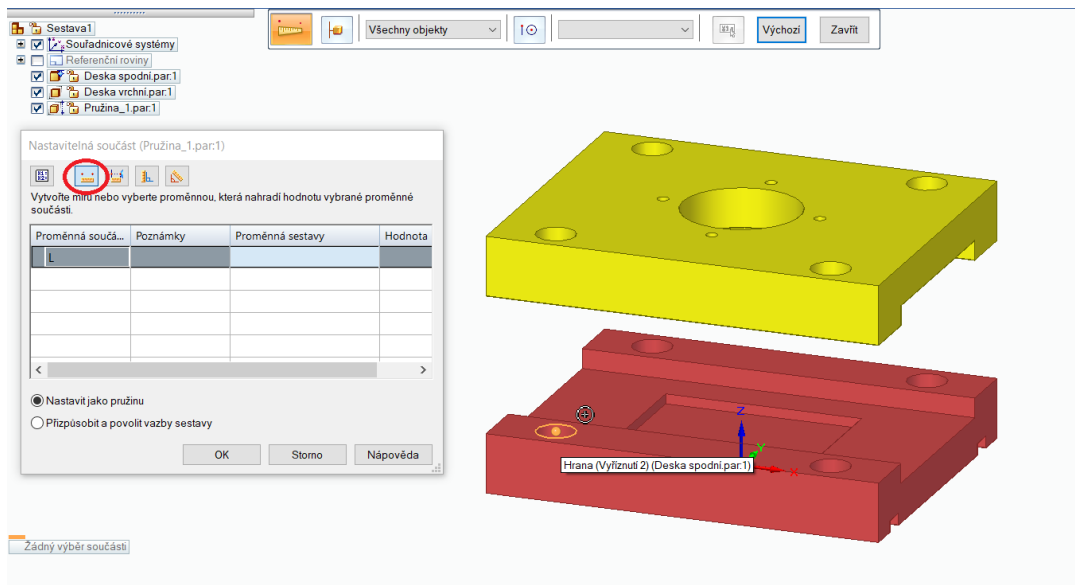 Sestava1
Souřadnicové systémy
Referenční roviny
Deska spodní.par:1
Deska vrchní.par:1
Pružina_1.par:1
Všechny objekty
Výchozí
Zavřít
Nastavitelná součást (Pružina_1.par:1)
Vytvořte míru nebo vyberte proměnnou, která nahradí hodnotu vybrané proměnné
součásti.
Proměnná součá... Poznámky Proměnná sestavy Hodnota
L
Nastavit jako pružinu
Přizpůsobit a povolit vazby sestavy
OK Storno Nápověda
Z
Y
X
Hrana (Vyříznutí 2) (Deska spodní.par:1)
Žádný výběr součásti